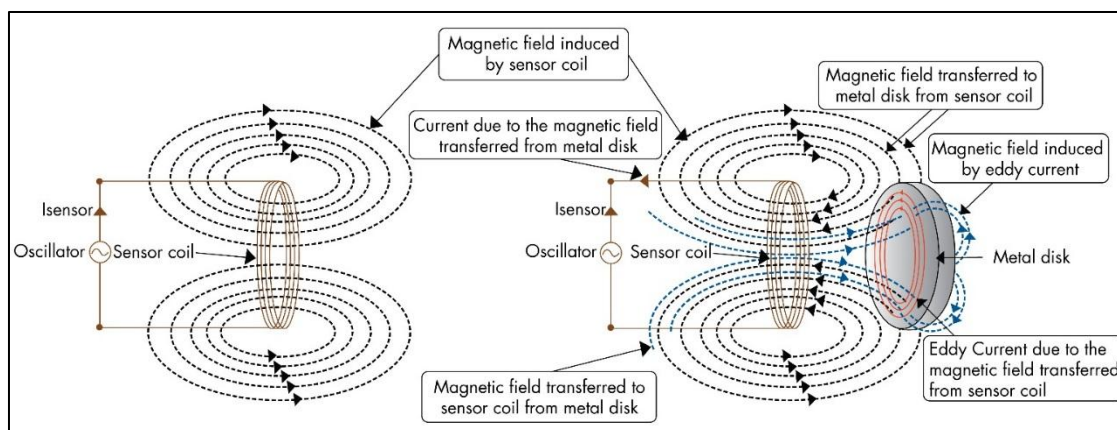 Magnetic field induced
by sensor coil
Isensor
Oscillator
Sensor coil
Magnetic field transferred to
metal disk from sensor coil
Current due to the magnetic field
transferred from metal disk
Magnetic field induced
by eddy current
Isensor
Oscillator
Sensor coil
Metal disk
Magnetic field transferred to
sensor coil from metal disk
Eddy Current due to the
magnetic field transferred
from sensor coil